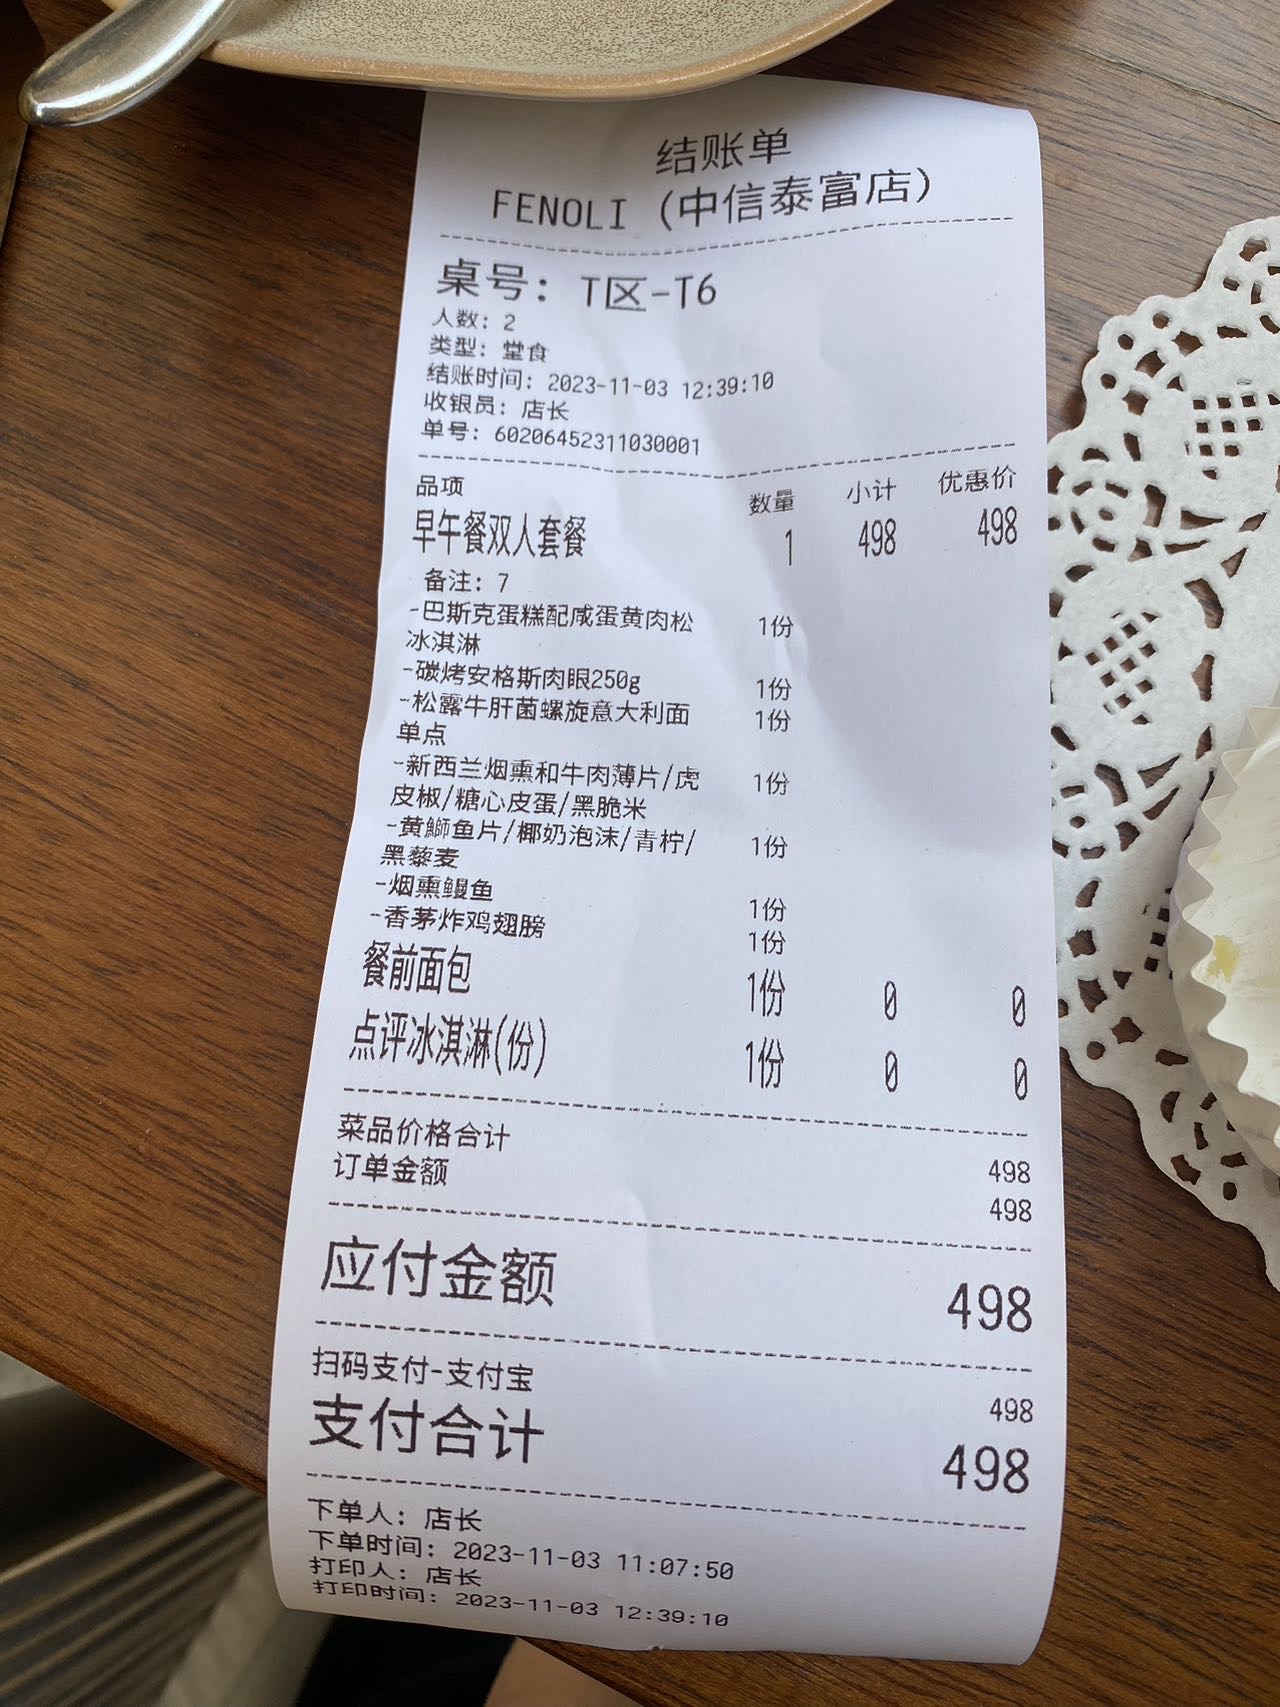 结账单
FENOLI (中信泰富店)
桌号: T区-T6
人数: 2
类型: 堂食
结账时间: 2023-11-03 12:39:10
收银员: 店长
单号: 602064523110300​01
品项 数量 小计 优惠价
早午餐双人套餐 1 498 498
备注: 7
-巴斯克蛋糕配咸蛋黄肉松 1份
冰淇淋
-碳烤安格斯肉眼250g 1份
-松露牛肝菌螺旋意大利面 1份
单点
-新西兰烟熏和牛肉薄片/虎 1份
皮椒/糖心皮蛋/黑脆米
-黄鰤鱼片/椰奶泡沫/青柠/ 1份
黑藜麦
-烟熏鳗鱼 1份
-香茅炸鸡翅膀 1份
餐前面包 1份 0 0
点评冰淇淋(份) 1份 0 0
菜品价格合计 498
订单金额 498
应付金额 498
扫码支付-支付宝 498
支付合计 498
下单人: 店长
下单时间: 2023-11-03 11:07:50
打印人: 店长
打印时间: 2023-11-03 12:39:10